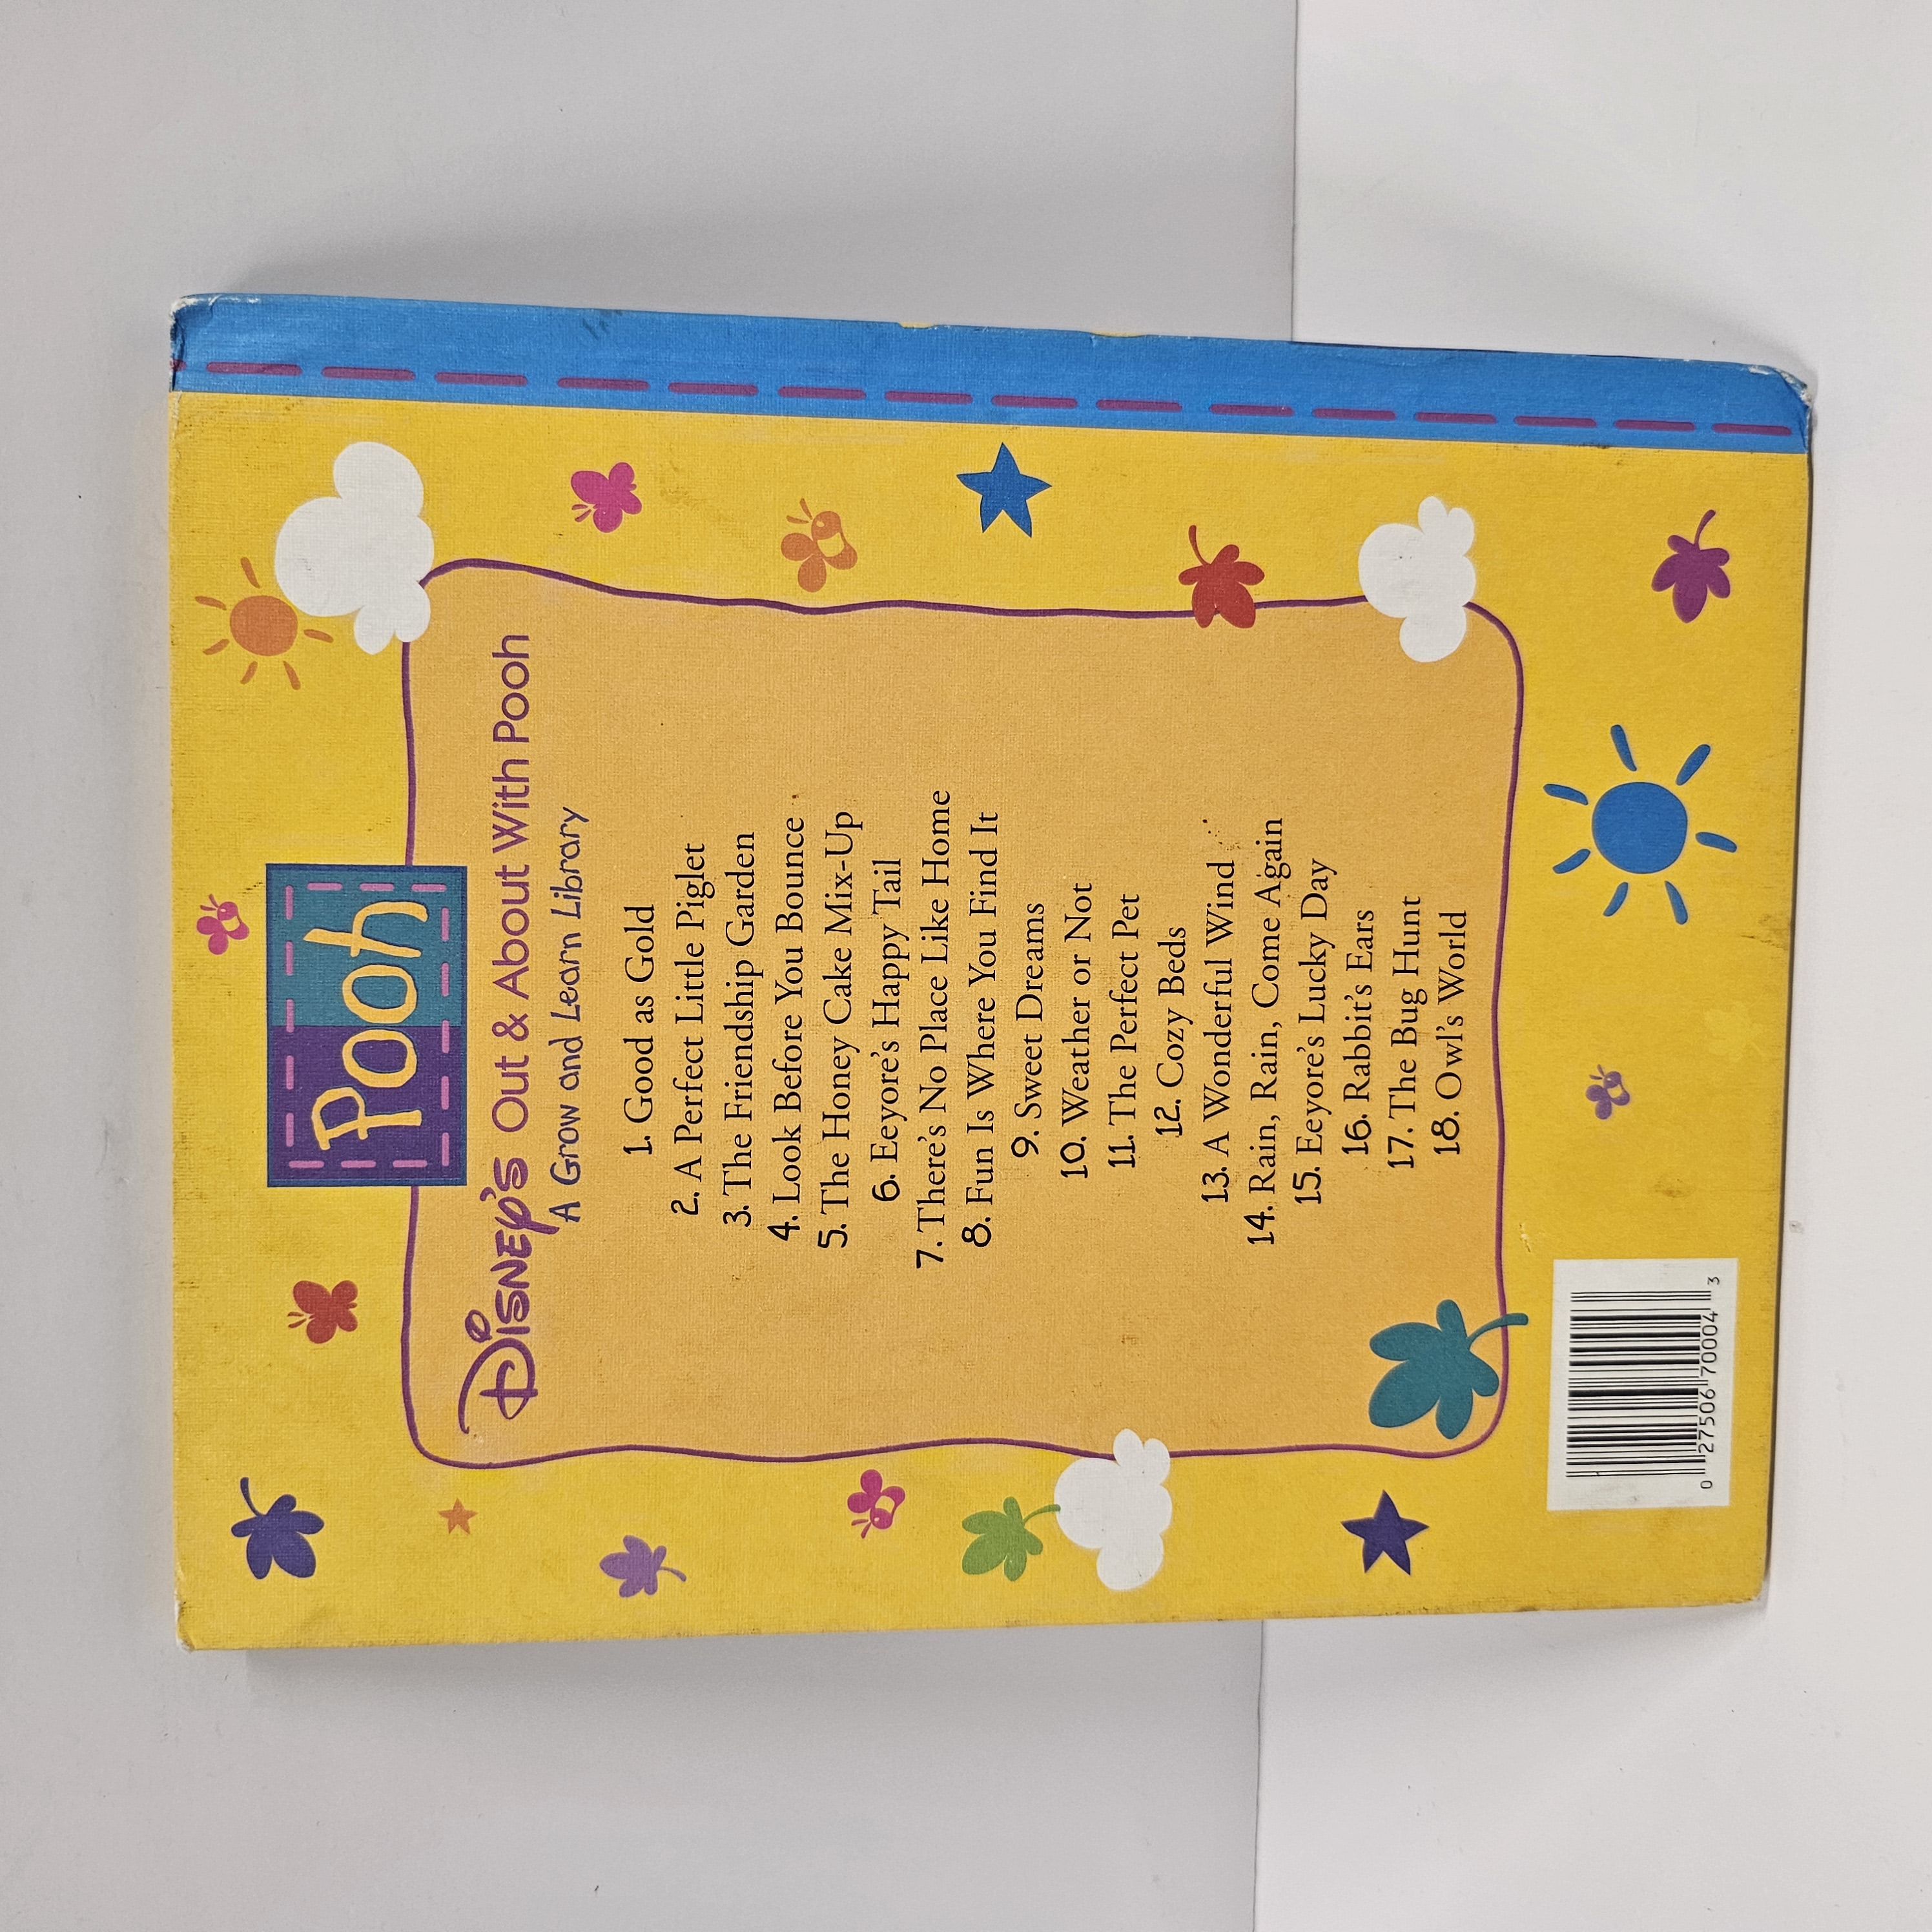 Pooh
Disney's Out & About With Pooh
A Grow and Learn Library
1. Good as Gold
2. A Perfect Little Piglet
3. The Friendship Garden
4. Look Before You Bounce
5. The Honey Cake Mix-Up
6. Eeyore's Happy Tail
7. There's No Place Like Home
8. Fun Is Where You Find It
9. Sweet Dreams
10. Weather or Not
11. The Perfect Pet
12. Cozy Beds
13. A Wonderful Wind
14. Rain, Rain, Come Again
15. Eeyore's Lucky Day
16. Rabbit's Ears
17. The Bug Hunt
18. Owl's World
0 27506 70004 3